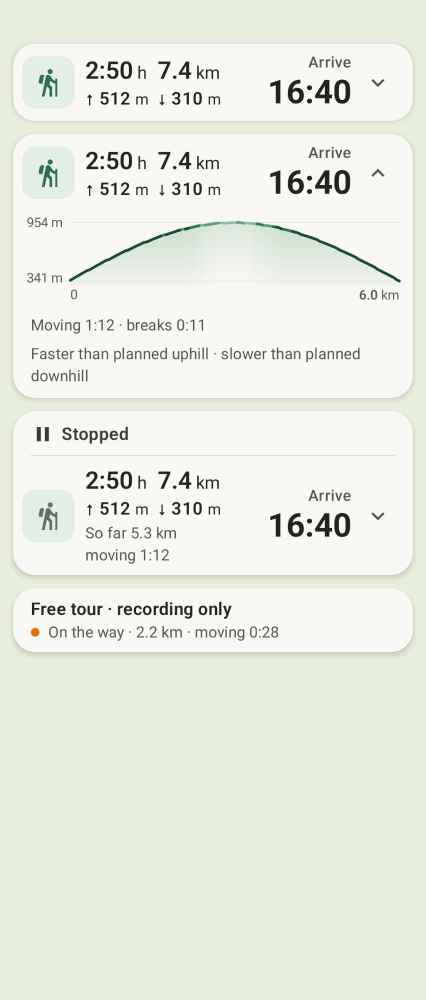 2:50 h 7.4 km
↑ 512 m ↓ 310 m
Arrive
16:40
2:50 h 7.4 km
↑ 512 m ↓ 310 m
Arrive
16:40
954 m
341 m
0
6.0 km
Moving 1:12 · breaks 0:11
Faster than planned uphill · slower than planned
downhill
Stopped
2:50 h 7.4 km
↑ 512 m ↓ 310 m
So far 5.3 km
moving 1:12
Arrive
16:40
Free tour · recording only
On the way · 2.2 km · moving 0:28